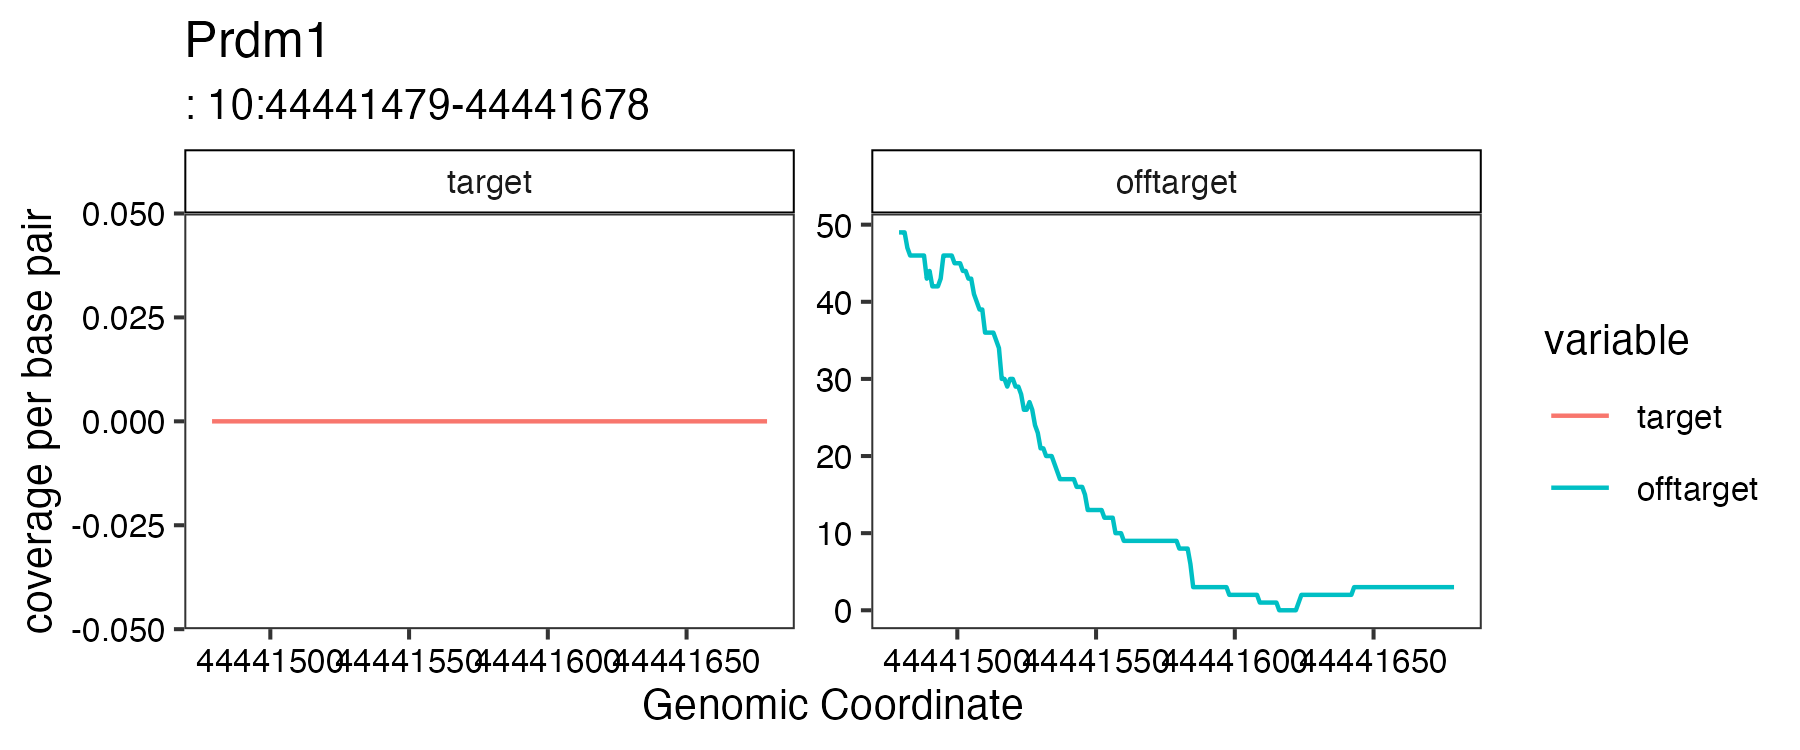 Prdm1
: 10:44441479-44441678
target
offtarget
coverage per base pair
0.050
0.025
0.000
-0.025
-0.050
50
40
30
20
10
0
44441500 44441550 44441600 44441650
44441500 44441550 44441600 44441650
Genomic Coordinate
variable
target
offtarget